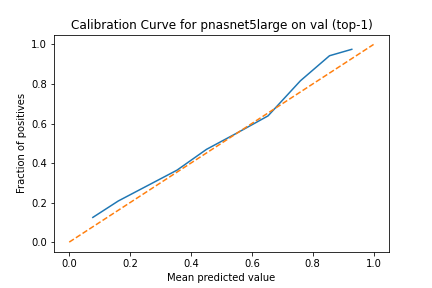 Calibration Curve for pnasnet5large on val (top-1)
1.0
0.8
0.6
0.4
0.2
0.0
Fraction of positives
0.0 0.2 0.4 0.6 0.8 1.0
Mean predicted value